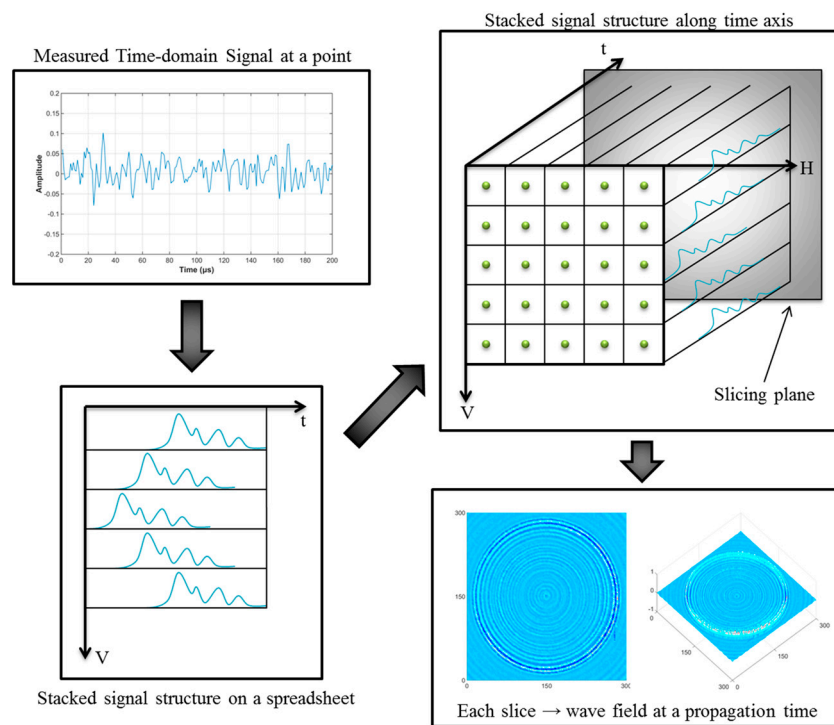 Measured Time-domain Signal at a point
0.2
0.15
0.1
0.05
0
-0.05
-0.1
-0.15
-0.2
Amplitude
0 20 40 60 80 100 120 140 160 180 200
Time (µs)
Stacked signal structure along time axis
t
H
V
Slicing plane
t
V
Stacked signal structure on a spreadsheet
300
150
0
150
300
1
0
-1
0
150
300
0
150
300
Each slice → wave field at a propagation time